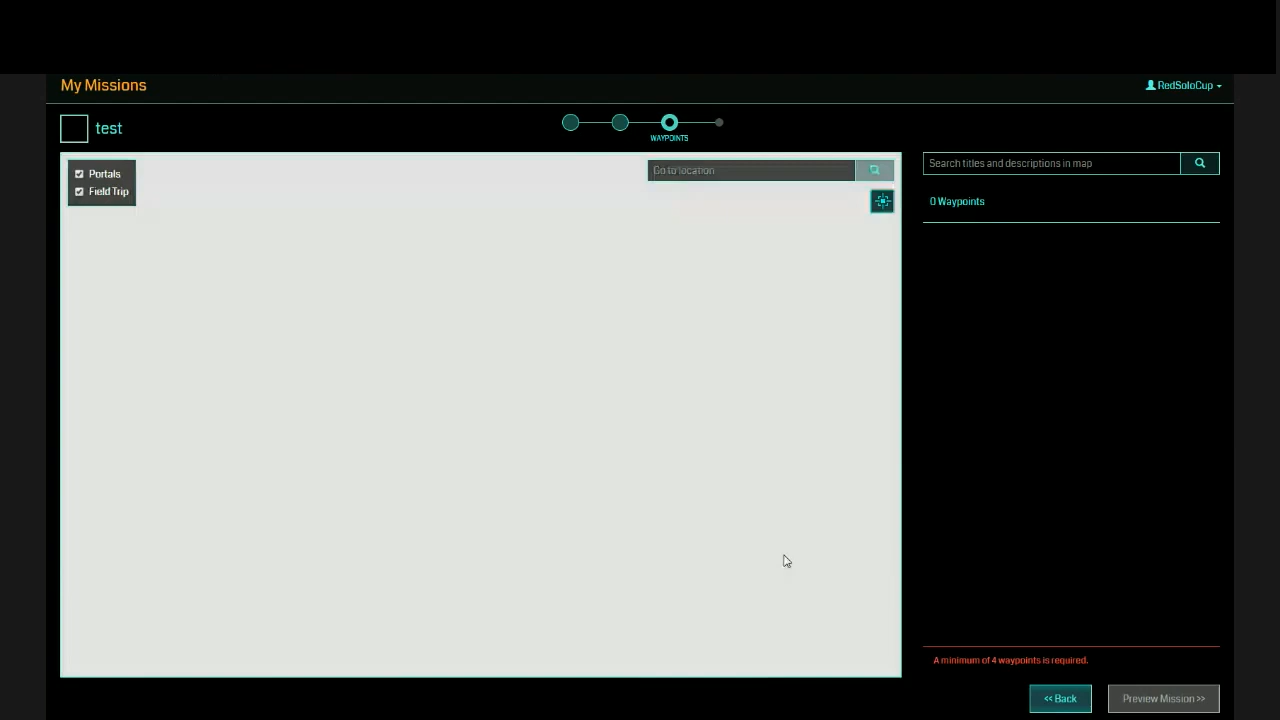 My Missions
RedSoloCup
test
WAYPOINTS
Portals
Field Trip
Go to location
Search titles and descriptions in map
0 Waypoints
A minimum of 4 waypoints is required.
<< Back
Preview Mission >>